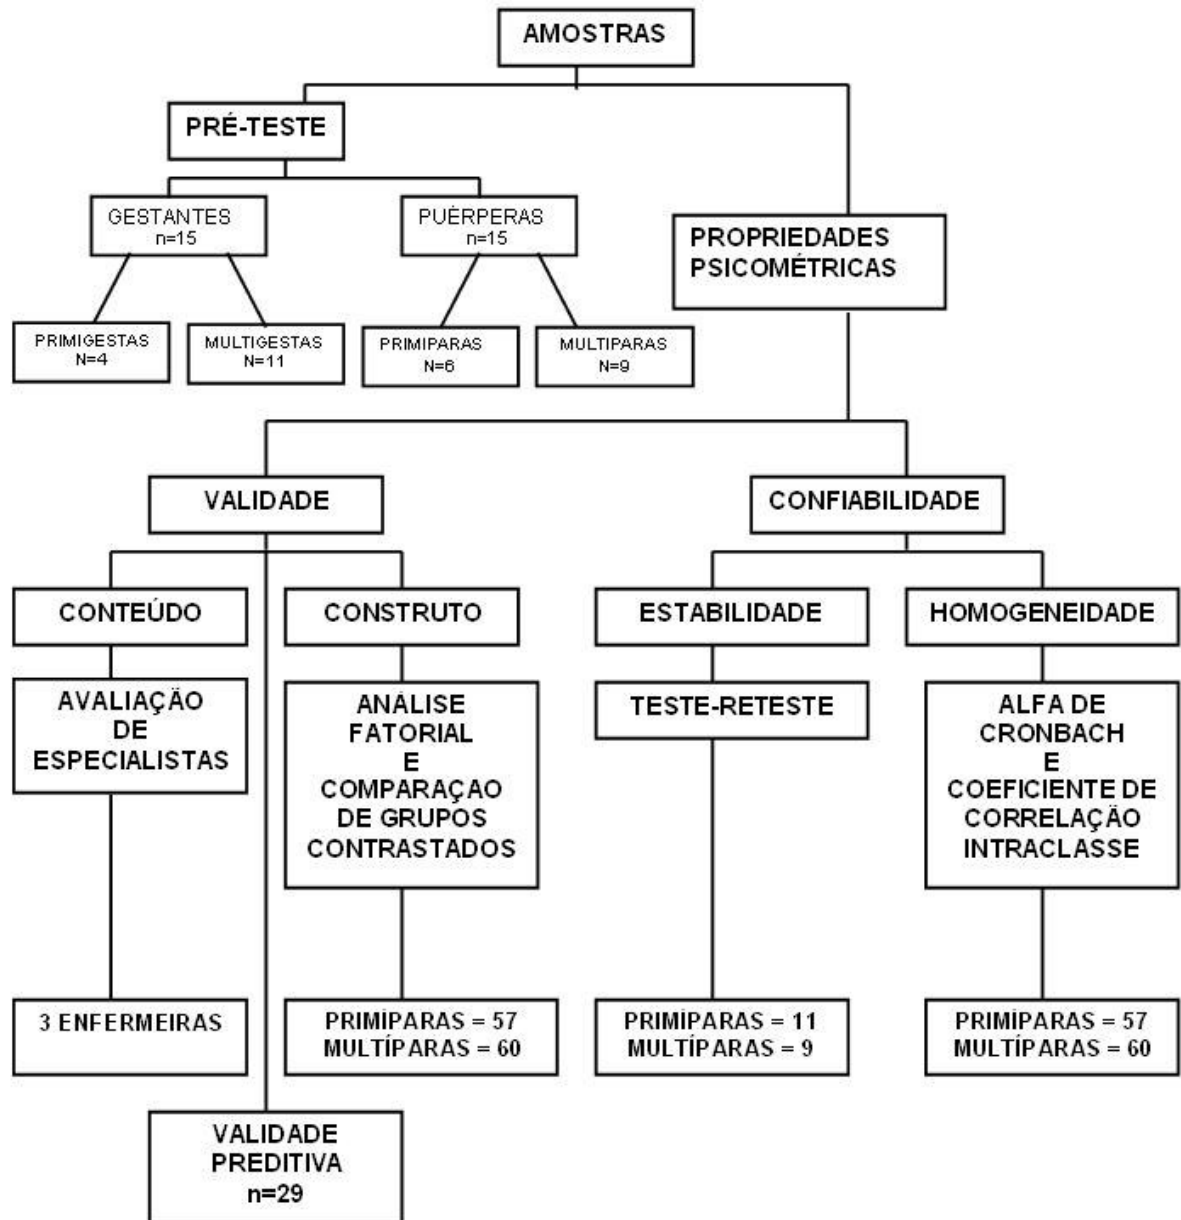 AMOSTRAS
PRÉ-TESTE
GESTANTES
n=15
PUÉRPERAS
n=15
PROPRIEDADES
PSICOMÉTRICAS
PRIMIGESTAS
N=4
MULTIGESTAS
N=11
PRIMIPARAS
N=6
MULTIPARAS
N=9
VALIDADE
CONFIABILIDADE
CONTEÚDO
CONSTRUTO
ESTABILIDADE
HOMOGENEIDADE
AVALIAÇÃO
DE
ESPECIALISTAS
ANÁLISE
FATORIAL
E
COMPARAÇAO
DE GRUPOS
CONTRASTADOS
TESTE-RETESTE
ALFA DE
CRONBACH
E
COEFICIENTE DE
CORRELAÇÃO
INTRACLASSE
3 ENFERMEIRAS
PRIMÍPARAS = 57
MULTÍPARAS = 60
PRIMÍPARAS = 11
MULTÍPARAS = 9
PRIMÍPARAS = 57
MULTÍPARAS = 60
VALIDADE
PREDITIVA
n=29